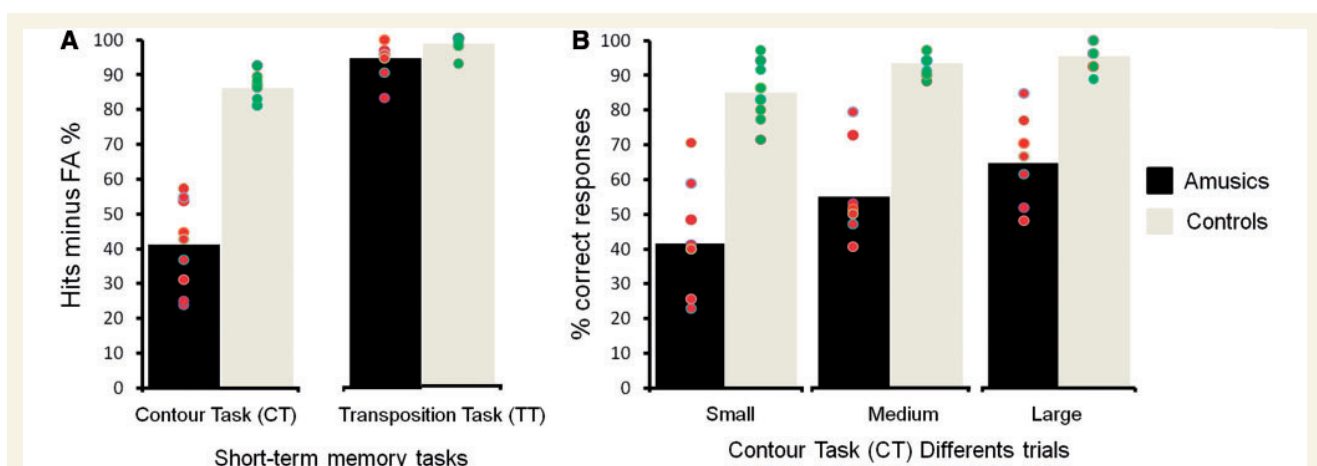 A
Hits minus FA %
100
90
80
70
60
50
40
30
20
10
0
Contour Task (CT)
Transposition Task (TT)
Short-term memory tasks
B
% correct responses
100
90
80
70
60
50
40
30
20
10
0
Small
Medium
Large
Contour Task (CT) Differents trials
Amusics
Controls